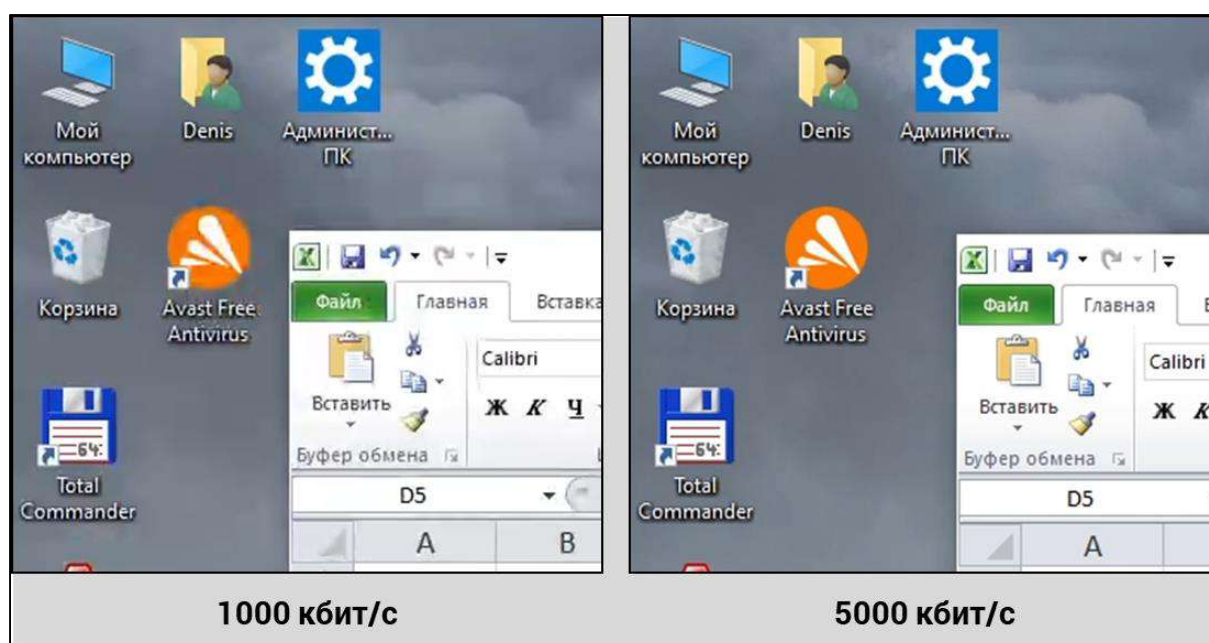 Мой
компьютер
Denis
Админист...
ПК
Корзина
Avast Free
Antivirus
Файл
Главная
Вставка
Calibri
Вставить
Ж К Ч
Буфер обмена
D5
64
Total
Commander
A
B
1000 кбит/с
Мой
компьютер
Denis
Админист...
ПК
Корзина
Avast Free
Antivirus
Файл
Главная
Calibri
Вставить
Ж К
Буфер обмена
D5
64
Total
Commander
A
5000 кбит/с